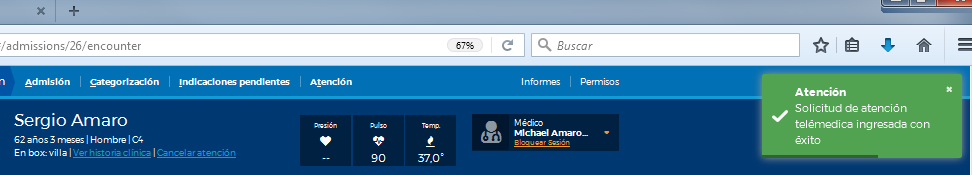 /admissions/26/encounter
67%
Buscar
n
Admisión
Categorización
Indicaciones pendientes
Atención
Informes
Permisos
Sergio Amaro
62 años 3 meses | Hombre | C4
En box: villa | Ver historia clínica | Cancelar atención
Presión
--
Pulso
90
Temp.
37,0°
Médico
Michael Amaro...
Bloquear Sesión
Atención
Solicitud de atención
telémedica ingresada con
éxito